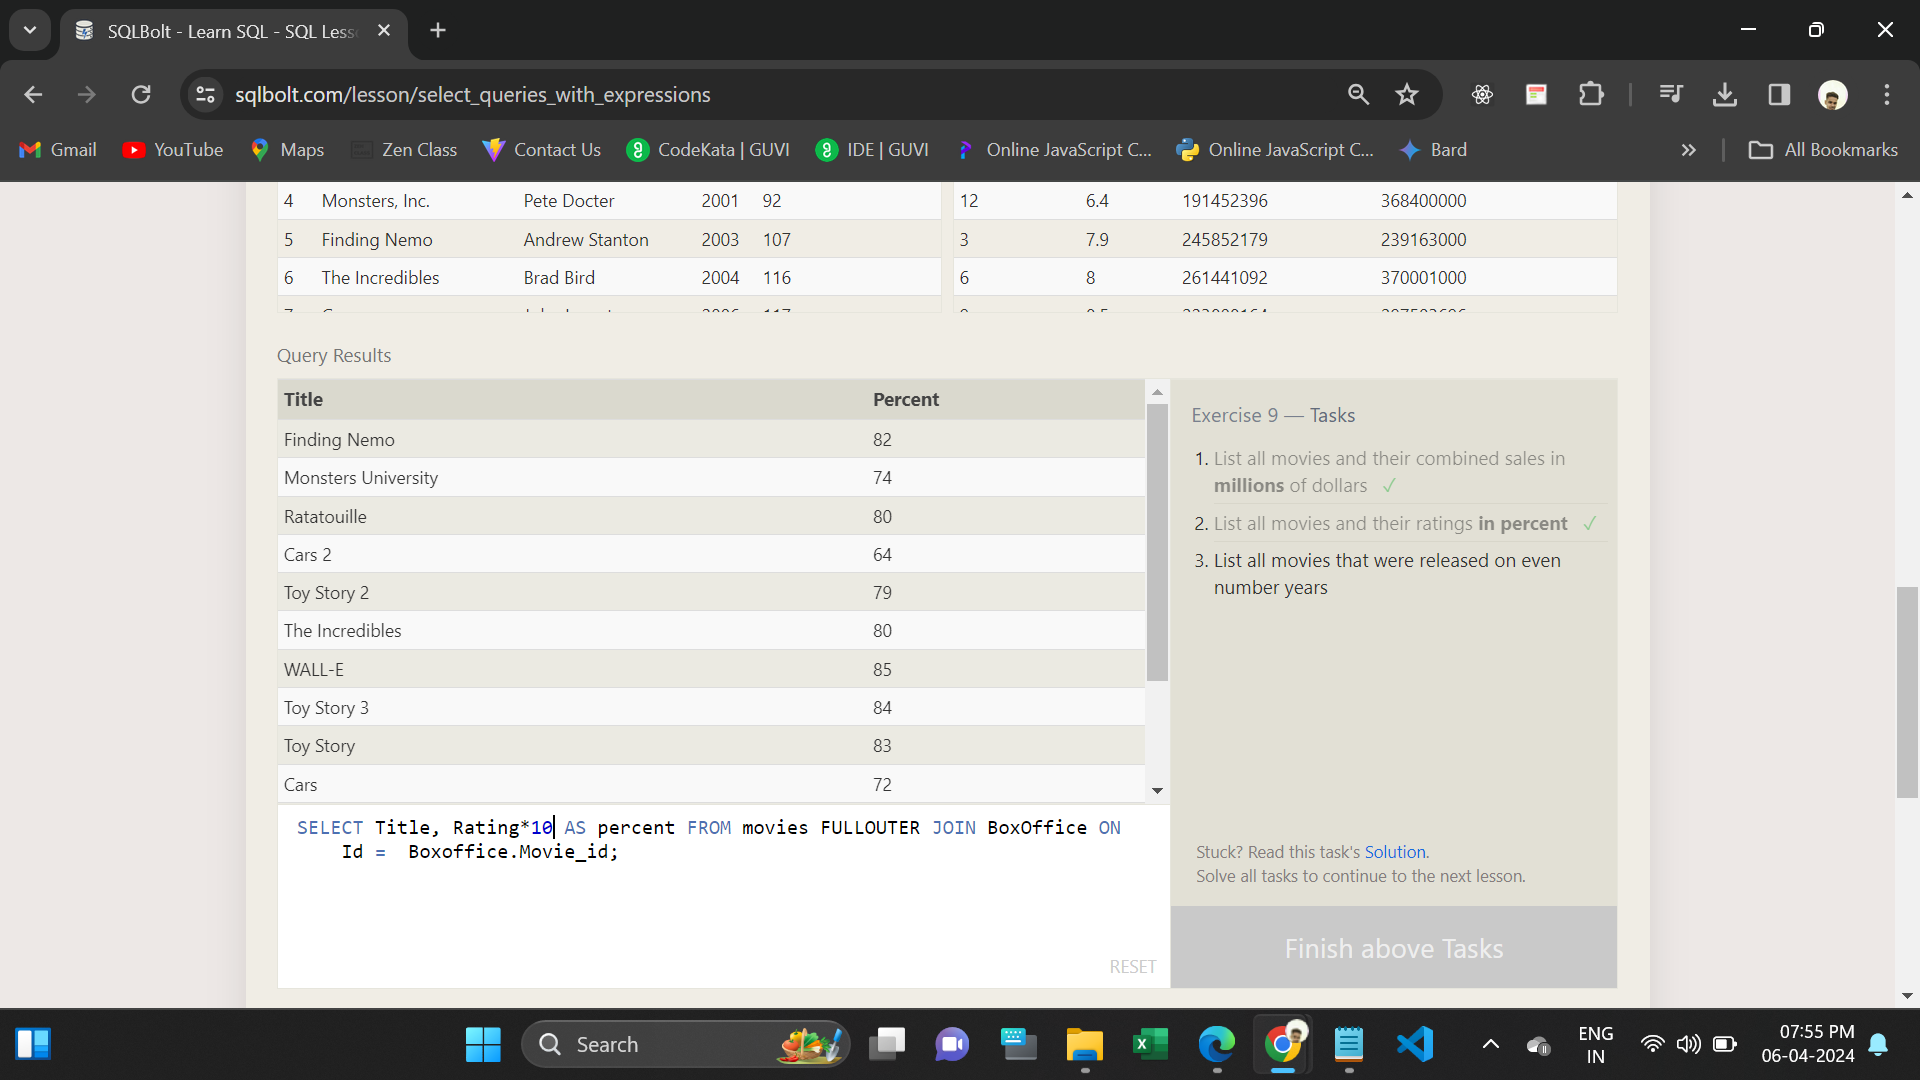 SQLBolt - Learn SQL - SQL Less
sqlbolt.com/lesson/select_queries_with_expressions
Gmail YouTube Maps Zen Class Contact Us CodeKata | GUVI IDE | GUVI Online JavaScript C... Online JavaScript C... Bard » All Bookmarks
4 Monsters, Inc. Pete Docter 2001 92 12 6.4 191452396 368400000
5 Finding Nemo Andrew Stanton 2003 107 3 7.9 245852179 239163000
6 The Incredibles Brad Bird 2004 116 6 8 261441092 370001000
Query Results
Title Percent
Finding Nemo 82
Monsters University 74
Ratatouille 80
Cars 2 64
Toy Story 2 79
The Incredibles 80
WALL-E 85
Toy Story 3 84
Toy Story 83
Cars 72
Exercise 9 — Tasks
1. List all movies and their combined sales in
millions of dollars ✓
2. List all movies and their ratings in percent ✓
3. List all movies that were released on even
number years
SELECT Title, Rating*10 AS percent FROM movies FULLOUTER JOIN BoxOffice ON
Id = Boxoffice.Movie_id;
RESET
Stuck? Read this task's Solution.
Solve all tasks to continue to the next lesson.
Finish above Tasks
Search
ENG
IN
07:55 PM
06-04-2024